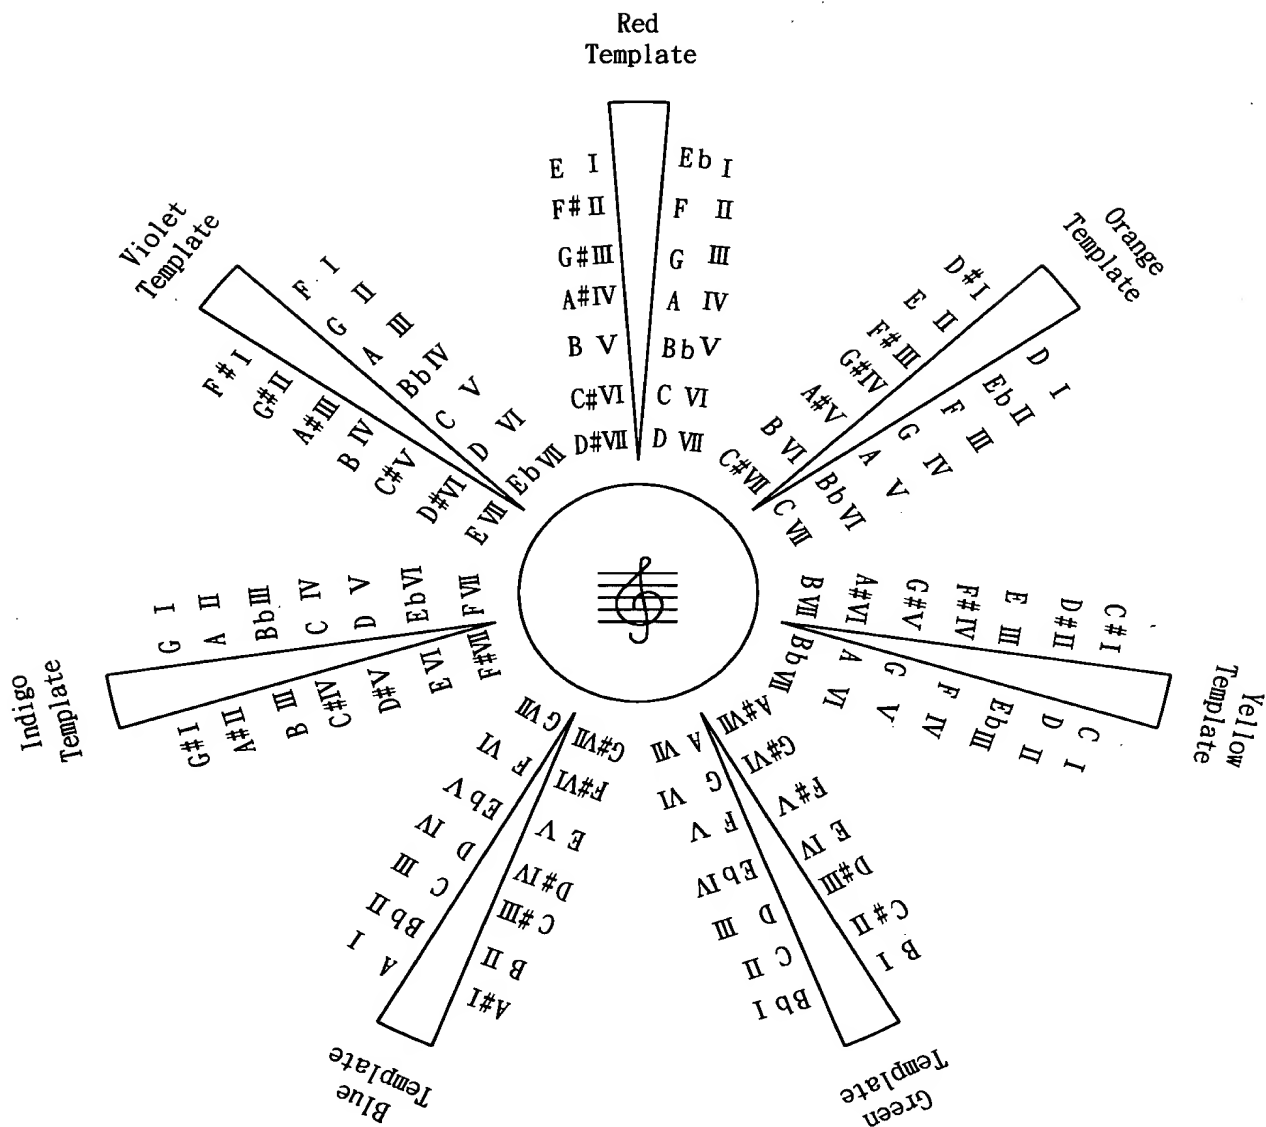 Red
Template
E I
F# II
G# III
A# IV
B V
C# VI
D# VII
Eb I
F II
G III
A IV
Bb V
C VI
D VII
Orange
Template
D# I
E II
F# III
G# IV
A# V
B VI
C# VII
D I
Eb II
F III
G IV
A V
Bb VI
C VII
Yellow
Template
C# I
D# II
E III
F# IV
G# V
A# VI
B VII
C I
D II
Eb III
F IV
G V
A VI
Bb VII
Green
Template
B I
C# II
D# III
E IV
F# V
G# VI
A# VII
Bb I
C II
D III
Eb IV
F V
G VI
A VII
Blue
Template
A# I
B II
C# III
D# IV
E V
F# VI
G# VII
A I
Bb II
C III
D IV
Eb V
F VI
G VII
Indigo
Template
G# I
A# II
B III
C# IV
D# V
E VI
F# VII
G I
A II
Bb III
C IV
D V
Eb VI
F VII
Violet
Template
F# I
G# II
A# III
B IV
C# V
D# VI
E VII
F I
G II
A III
Bb IV
C V
D VI
Eb VII